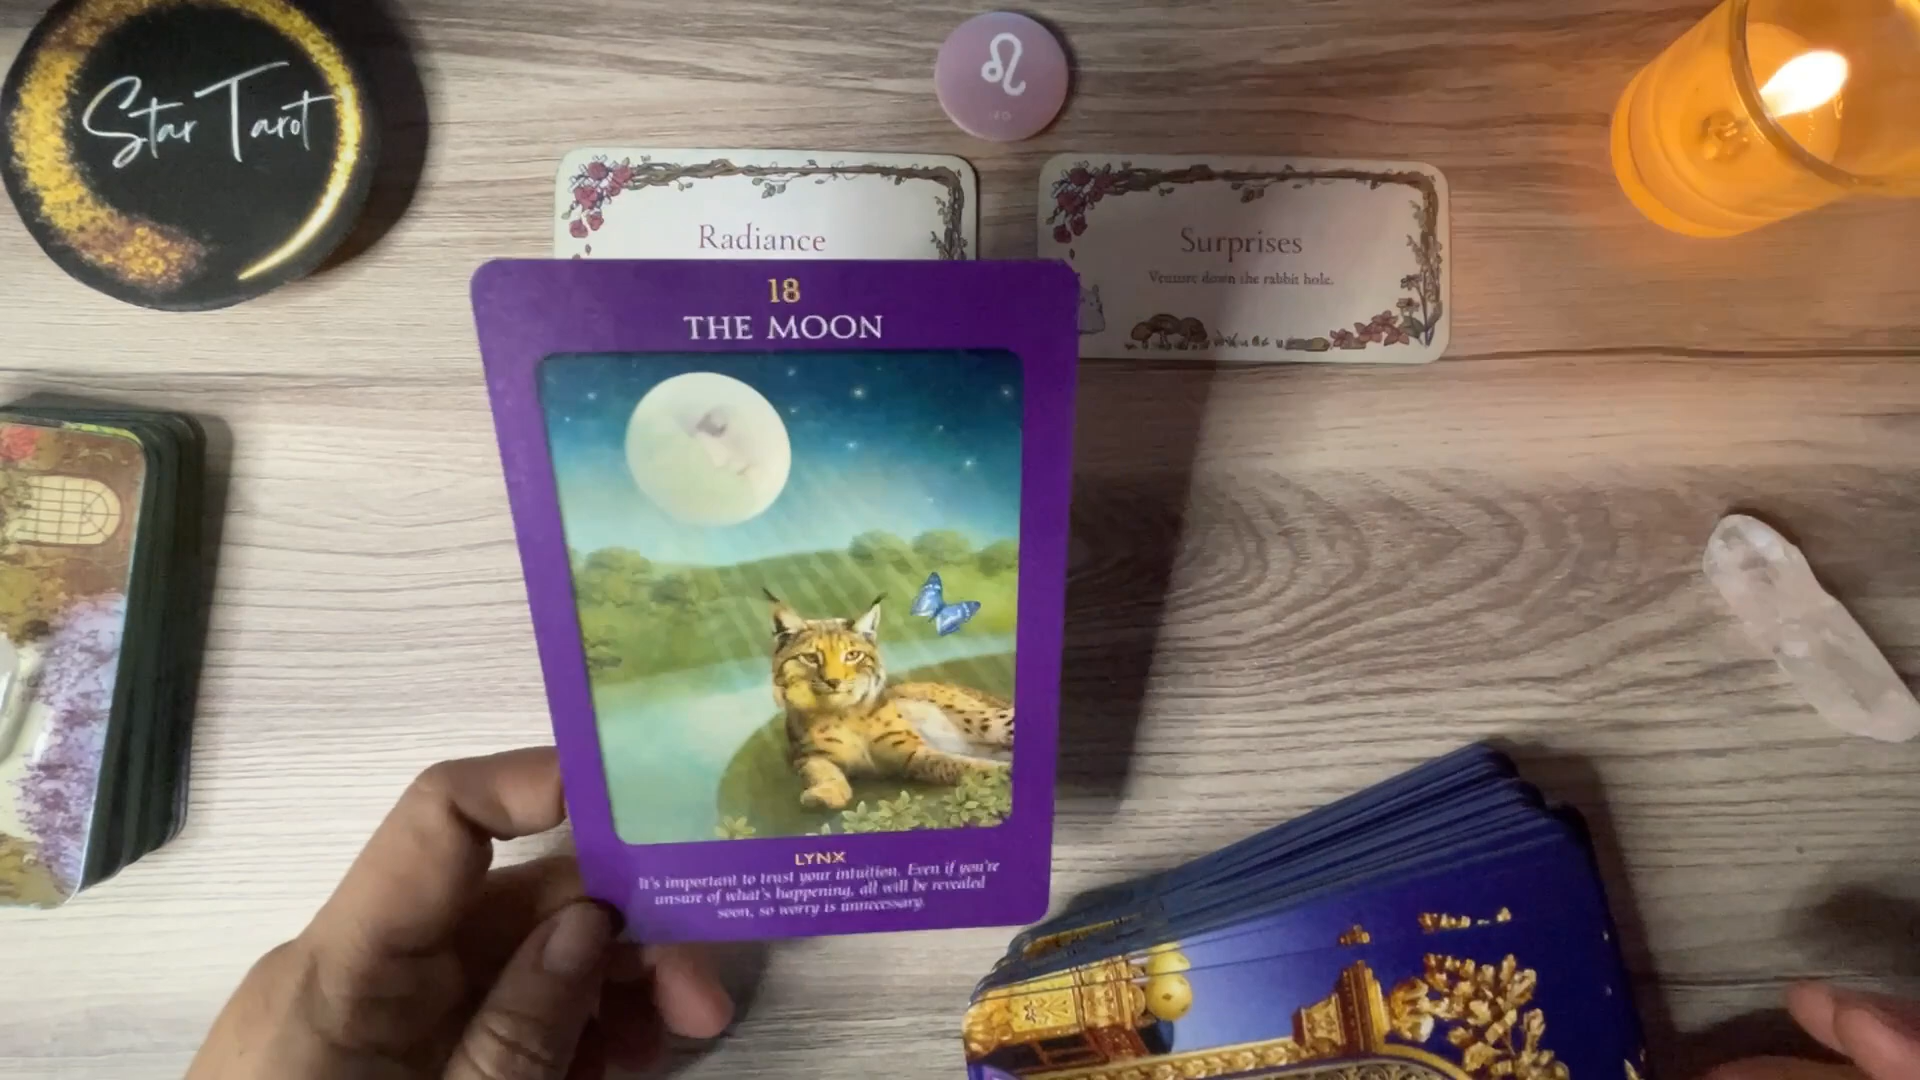 Star Tarot
♌
Radiance
Surprises
Venture down the rabbit hole.
18
THE MOON
LYNX
It's important to trust your intuition. Even if you're
unsure of what's happening, all will be revealed
soon, so worry is unnecessary.